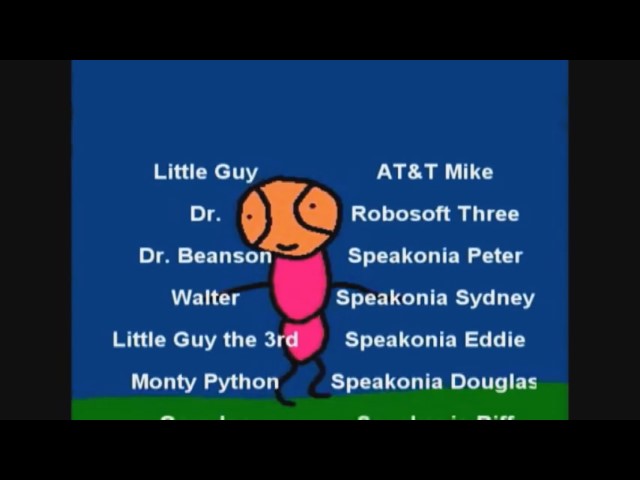 Little Guy AT&T Mike
Dr. Robosoft Three
Dr. Beanson Speakonia Peter
Walter Speakonia Sydney
Little Guy the 3rd Speakonia Eddie
Monty Python Speakonia Douglas